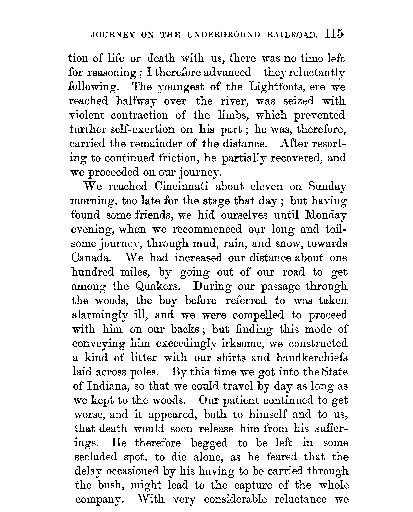 JOURNEY ON THE UNDERGROUND RAILROAD. 115
tion of life or death with us, there was no time left
for reasoning; I therefore advanced—they reluctantly
following. The youngest of the Lightfoots, ere we
reached halfway over the river, was seized with
violent contraction of the limbs, which prevented
further self-exertion on his part; he was, therefore,
carried the remainder of the distance. After resort-
ing to continued friction, he partially recovered, and
we proceeded on our journey.
We reached Cincinnati about eleven on Sunday
morning, too late for the stage that day; but having
found some friends, we hid ourselves until Monday
evening, when we recommenced our long and toil-
some journey, through mud, rain, and snow, towards
Canada. We had increased our distance about one
hundred miles, by going out of our road to get
among the Quakers. During our passage through
the woods, the boy before referred to was taken
alarmingly ill, and we were compelled to proceed
with him on our backs; but finding this mode of
conveying him exceedingly irksome, we constructed
a kind of litter with our shirts and handkerchiefs
laid across poles. By this time we got into the State
of Indiana, so that we could travel by day as long as
we kept to the woods. Our patient continued to get
worse, and it appeared, both to himself and to us,
that death would soon release him from his suffer-
ings. He therefore begged to be left in some
secluded spot, to die alone, as he feared that the
delay occasioned by his having to be carried through
the bush, might lead to the capture of the whole
company. With very considerable reluctance we